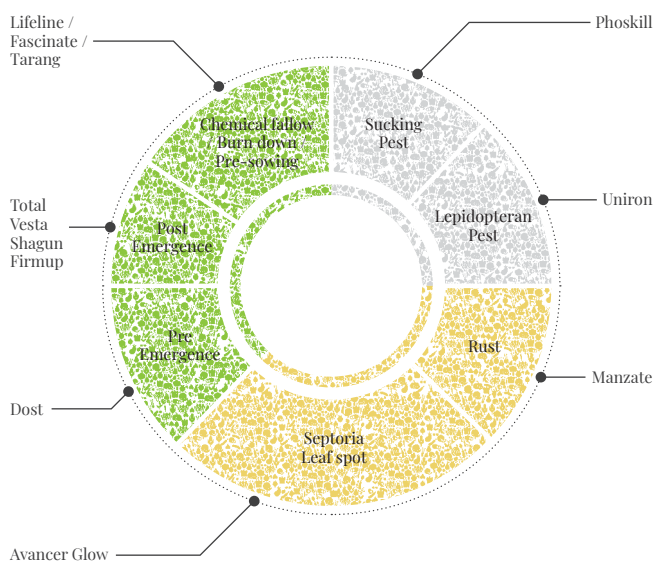 Lifeline /
Fascinate /
Tarang
Phoskill
Chemical fallow
/Burn down/
Pre-sowing
Sucking
Pest
Total
Vesta
Shagun
Firmup
Post
Emergence
Lepidopteran
Pest
Uniron
Pre
Emergence
Rust
Manzate
Dost
Septoria
Leaf spot
Avancer Glow